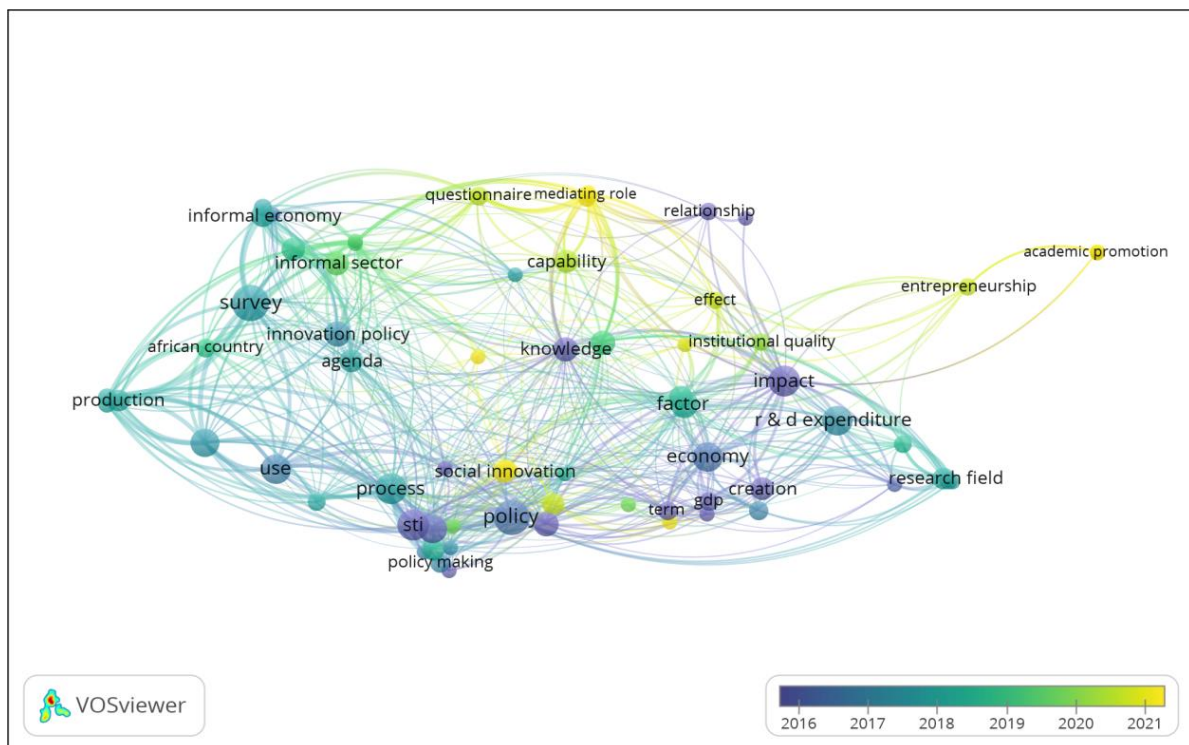 questionnaire
mediating role
relationship
informal economy
academic promotion
informal sector
capability
entrepreneurship
survey
effect
innovation policy
institutional quality
african country
agenda
knowledge
impact
production
factor
r & d expenditure
economy
use
social innovation
research field
process
creation
gdp
term
sti
policy
policy making
VOSviewer
2016 2017 2018 2019 2020 2021